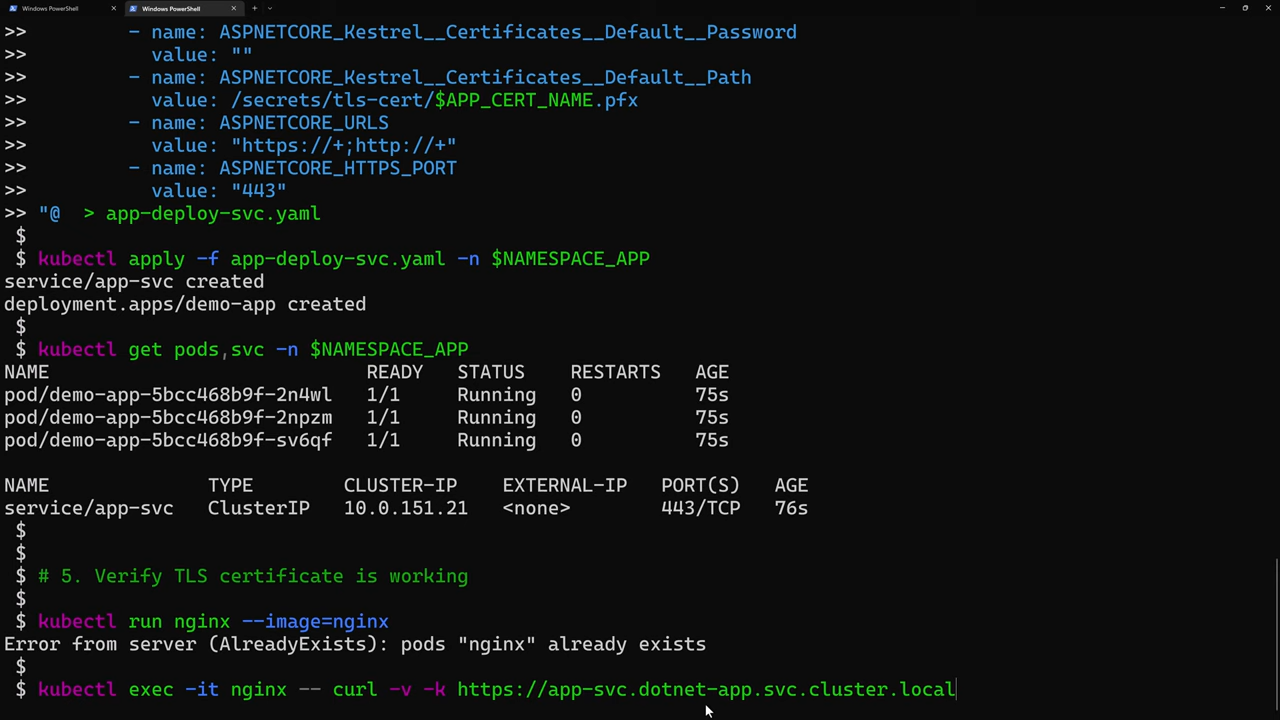 Windows PowerShell
Windows PowerShell
>>           - name: ASPNETCORE_Kestrel__Certificates__Default__Password
>>             value: ""
>>           - name: ASPNETCORE_Kestrel__Certificates__Default__Path
>>             value: /secrets/tls-cert/$APP_CERT_NAME.pfx
>>           - name: ASPNETCORE_URLS
>>             value: "https://+;http://+"
>>           - name: ASPNETCORE_HTTPS_PORT
>>             value: "443"
>> "@  > app-deploy-svc.yaml
$
$ kubectl apply -f app-deploy-svc.yaml -n $NAMESPACE_APP
service/app-svc created
deployment.apps/demo-app created
$
$ kubectl get pods,svc -n $NAMESPACE_APP
NAME                            READY   STATUS    RESTARTS   AGE
pod/demo-app-5bcc468b9f-2n4wl   1/1     Running   0          75s
pod/demo-app-5bcc468b9f-2npzm   1/1     Running   0          75s
pod/demo-app-5bcc468b9f-sv6qf   1/1     Running   0          75s
NAME              TYPE        CLUSTER-IP    EXTERNAL-IP   PORT(S)   AGE
service/app-svc   ClusterIP   10.0.151.21   <none>        443/TCP   76s
$
$
$ # 5. Verify TLS certificate is working
$
$ kubectl run nginx --image=nginx
Error from server (AlreadyExists): pods "nginx" already exists
$
$ kubectl exec -it nginx -- curl -v -k https://app-svc.dotnet-app.svc.cluster.local